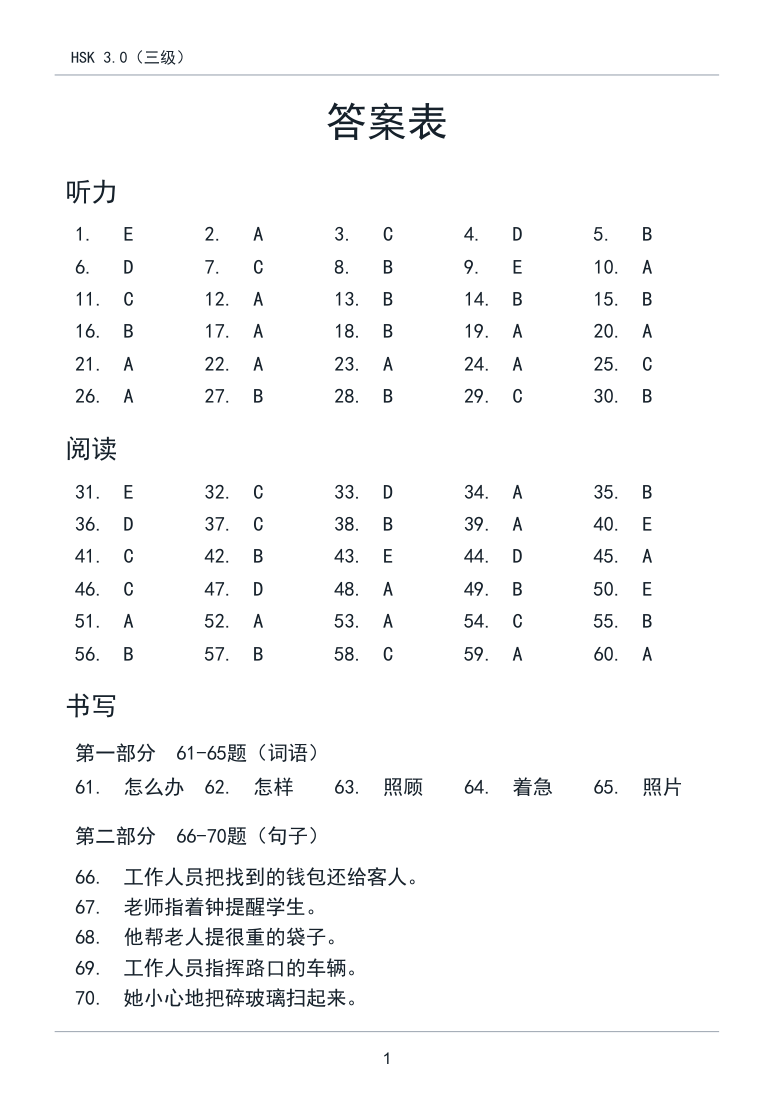 HSK 3.0（三级）
答案表
听力
1. E 2. A 3. C 4. D 5. B
6. D 7. C 8. B 9. E 10. A
11. C 12. A 13. B 14. B 15. B
16. B 17. A 18. B 19. A 20. A
21. A 22. A 23. A 24. A 25. C
26. A 27. B 28. B 29. C 30. B
阅读
31. E 32. C 33. D 34. A 35. B
36. D 37. C 38. B 39. A 40. E
41. C 42. B 43. E 44. D 45. A
46. C 47. D 48. A 49. B 50. E
51. A 52. A 53. A 54. C 55. B
56. B 57. B 58. C 59. A 60. A
书写
第一部分 61-65题（词语）
61. 怎么办 62. 怎样 63. 照顾 64. 着急 65. 照片
第二部分 66-70题（句子）
66. 工作人员把找到的钱包还给客人。
67. 老师指着钟提醒学生。
68. 他帮老人提很重的袋子。
69. 工作人员指挥路口的车辆。
70. 她小心地把碎玻璃扫起来。
1